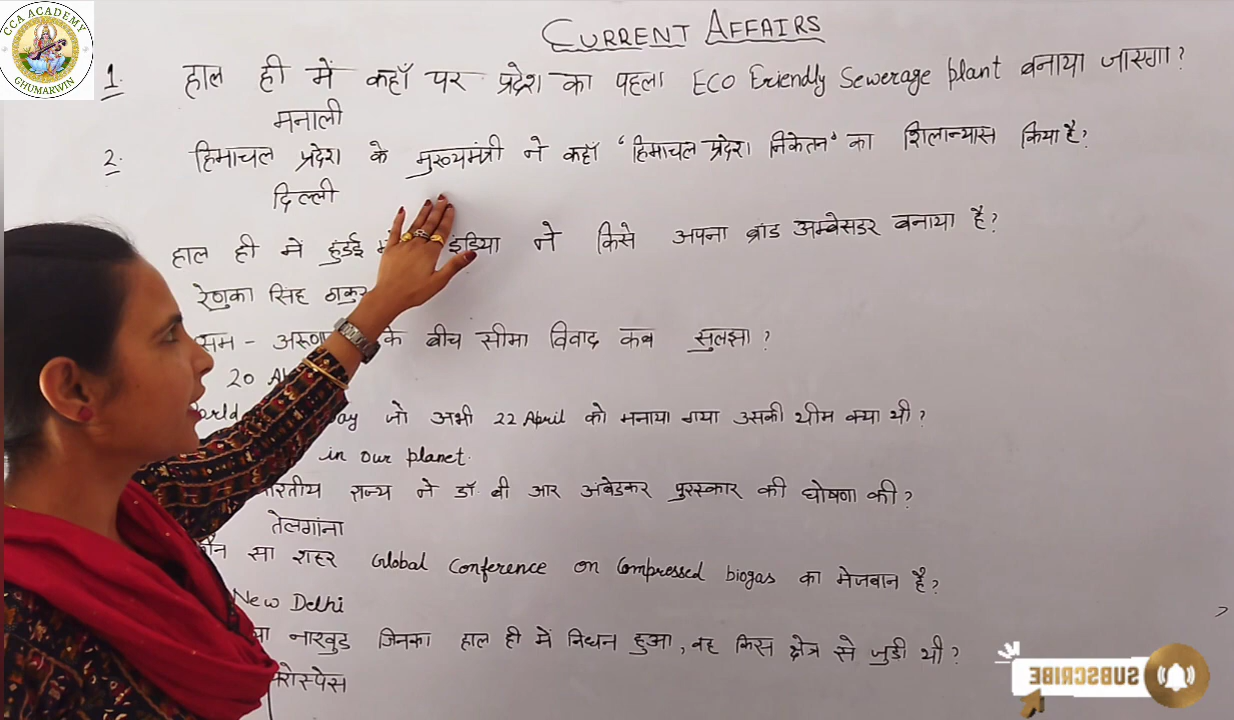 CCA ACADEMY
GHUMARWIN
CURRENT AFFAIRS
1. हाल ही में कहाँ पर प्रदेश का पहला ECO Friendly Sewerage plant बनाया जाएगा?
मनाली
2. हिमाचल प्रदेश के मुख्यमंत्री ने कहाँ 'हिमाचल प्रदेश निकेतन' का शिलान्यास किया है?
दिल्ली
हाल ही में हुंडई इंडिया ने किसे अपना ब्रांड अम्बेसडर बनाया है?
रेणुका सिंह ठाकुर
के बीच सीमा विवाद कब सुलझा?
20
जो अभी 22 April को मनाया गया उसकी थीम क्या थी?
in our planet.
राज्य ने डॉ. बी आर अंबेडकर पुरस्कार की घोषणा की?
तेलगांना
सा शहर Global Conference on Compressed biogas का मेजबान है?
New Delhi
नारवुड जिनका हाल ही में निधन हुआ, वह किस क्षेत्र से जुडी थी?
SUBSCRIBE